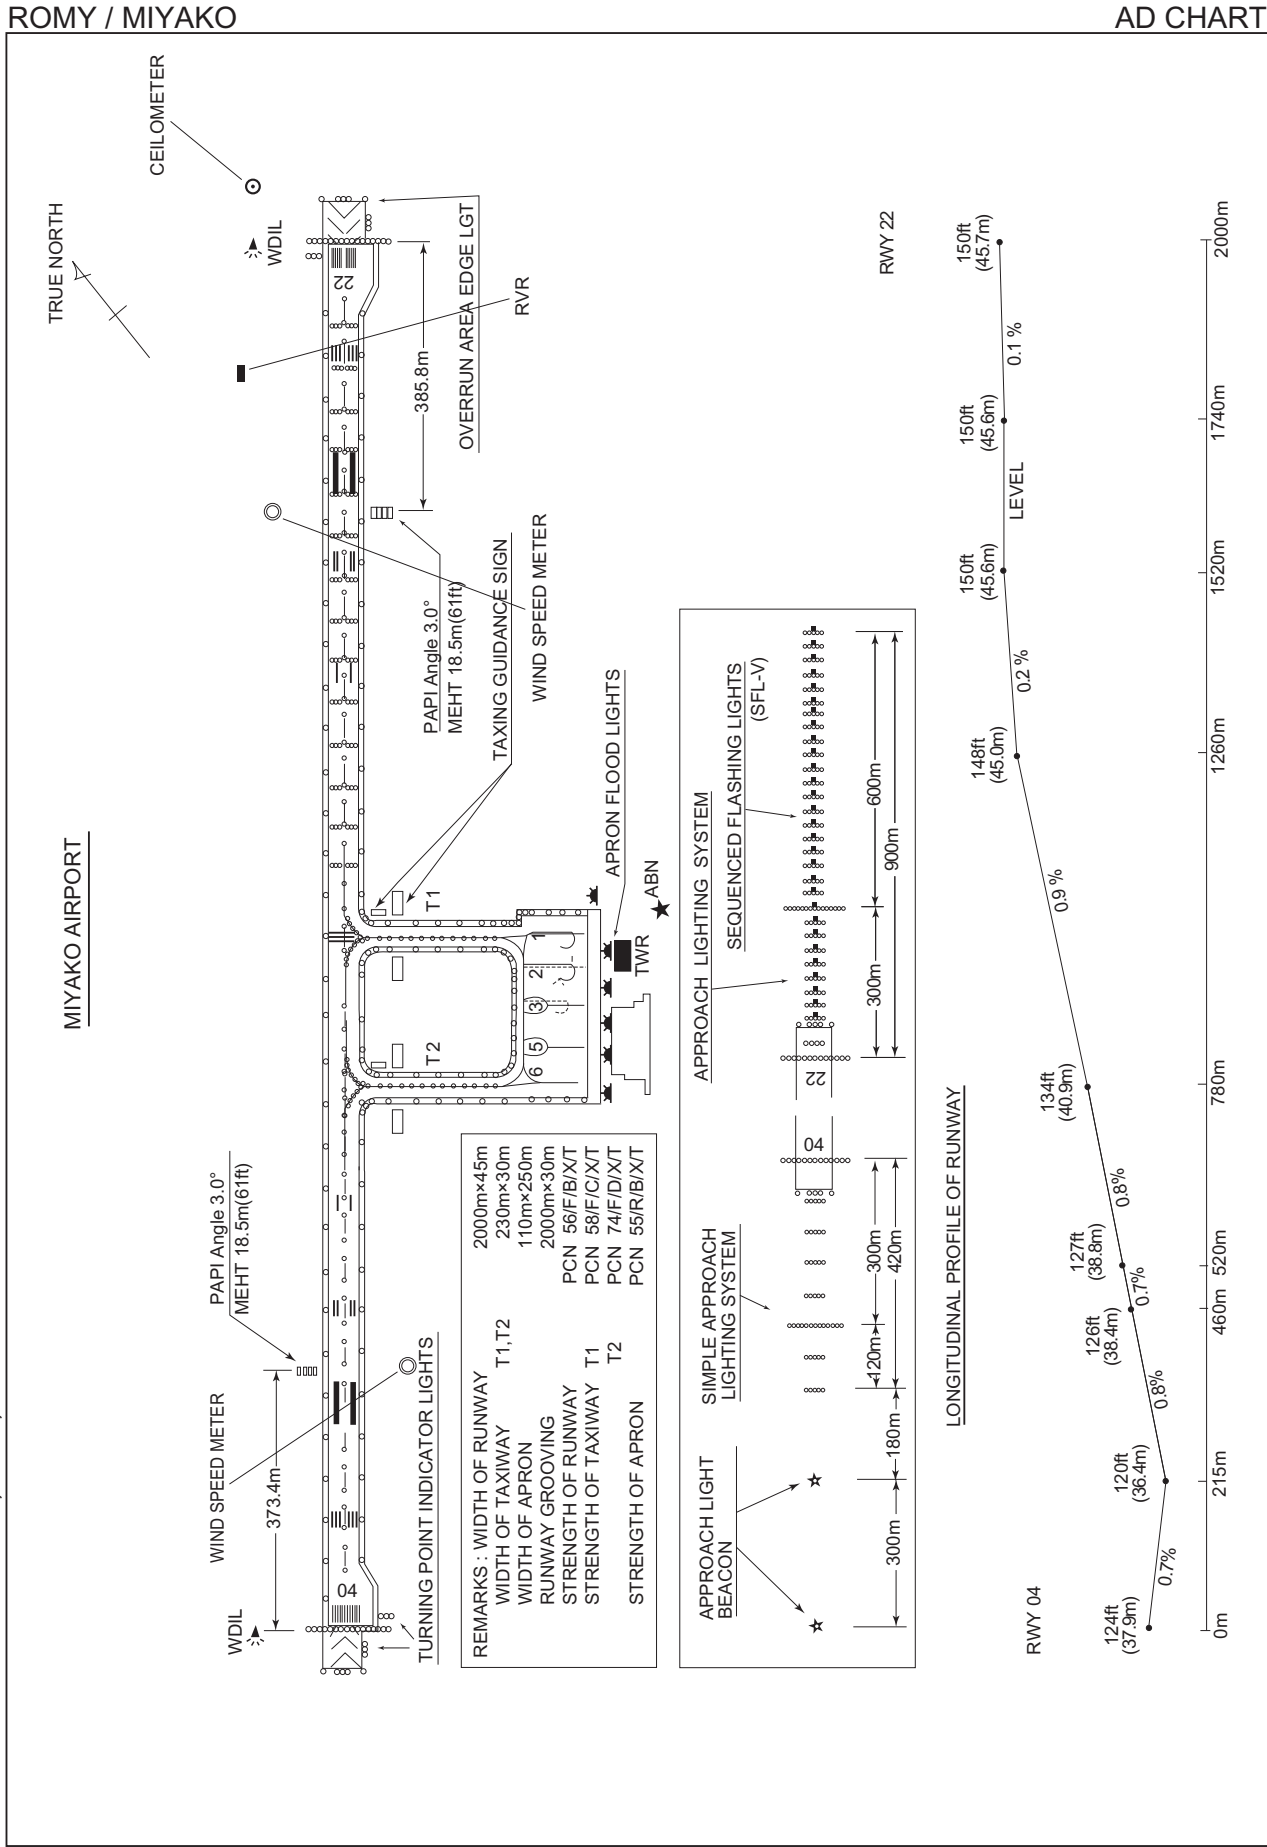 ROMY / MIYAKO
AD CHART
MIYAKO AIRPORT
TRUE NORTH
CEILOMETER
WDIL
OVERRUN AREA EDGE LGT
RVR
385.8m
22
PAPI Angle 3.0°
MEHT 18.5m(61ft)
TAXING GUIDANCE SIGN
WIND SPEED METER
APRON FLOOD LIGHTS
ABN
TWR
T1
T2
1
2
3
5
6
PAPI Angle 3.0°
MEHT 18.5m(61ft)
WIND SPEED METER
373.4m
WDIL
04
TURNING POINT INDICATOR LIGHTS
REMARKS : WIDTH OF RUNWAY 2000m×45m
WIDTH OF TAXIWAY T1,T2 230m×30m
WIDTH OF APRON 110m×250m
RUNWAY GROOVING 2000m×30m
STRENGTH OF RUNWAY PCN 56/F/B/X/T
STRENGTH OF TAXIWAY T1 PCN 58/F/C/X/T
T2 PCN 74/F/D/X/T
STRENGTH OF APRON PCN 55/R/B/X/T
APPROACH LIGHTING SYSTEM
SEQUENCED FLASHING LIGHTS
(SFL-V)
600m
900m
300m
22
04
SIMPLE APPROACH
LIGHTING SYSTEM
300m
420m
120m
180m
300m
APPROACH LIGHT
BEACON
LONGITUDINAL PROFILE OF RUNWAY
RWY 04
RWY 22
124ft
(37.9m)
0.7%
120ft
(36.4m)
0.8%
126ft
(38.4m)
0.7%
127ft
(38.8m)
0.8%
134ft
(40.9m)
0.9 %
148ft
(45.0m)
0.2 %
150ft
(45.6m)
LEVEL
150ft
(45.6m)
0.1 %
150ft
(45.7m)
0m
215m
460m
520m
780m
1260m
1520m
1740m
2000m